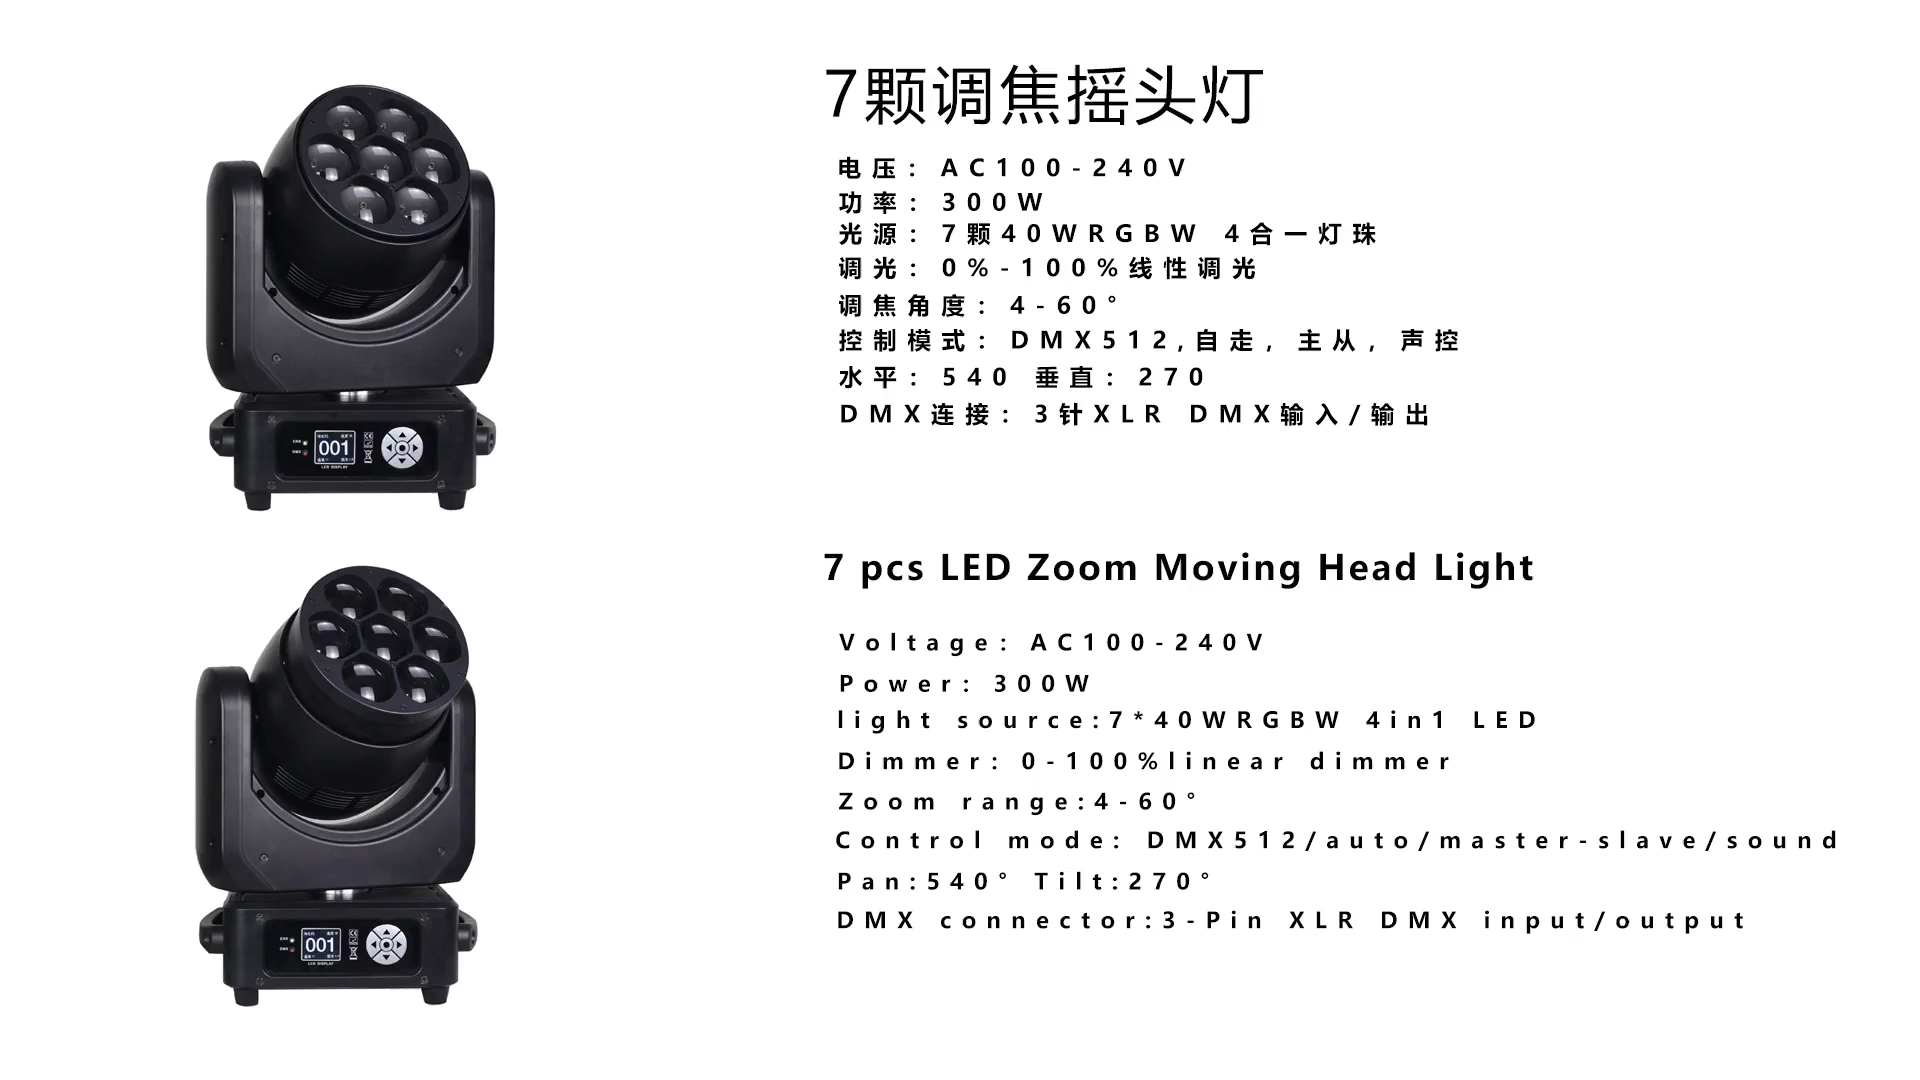 7颗调焦摇头灯
电压: AC100-240V
功率: 300W
光源: 7颗40WRGBW 4合一灯珠
调光: 0%-100%线性调光
调焦角度: 4-60°
控制模式: DMX512,自走, 主从, 声控
水平: 540 垂直: 270
DMX连接: 3针XLR DMX输入/输出
001
LCD DISPLAY
7 pcs LED Zoom Moving Head Light
Voltage: AC100-240V
Power: 300W
light source:7*40WRGBW 4in1 LED
Dimmer: 0-100%linear dimmer
Zoom range:4-60°
Control mode: DMX512/auto/master-slave/sound
Pan:540° Tilt:270°
DMX connector:3-Pin XLR DMX input/output
001
LCD DISPLAY